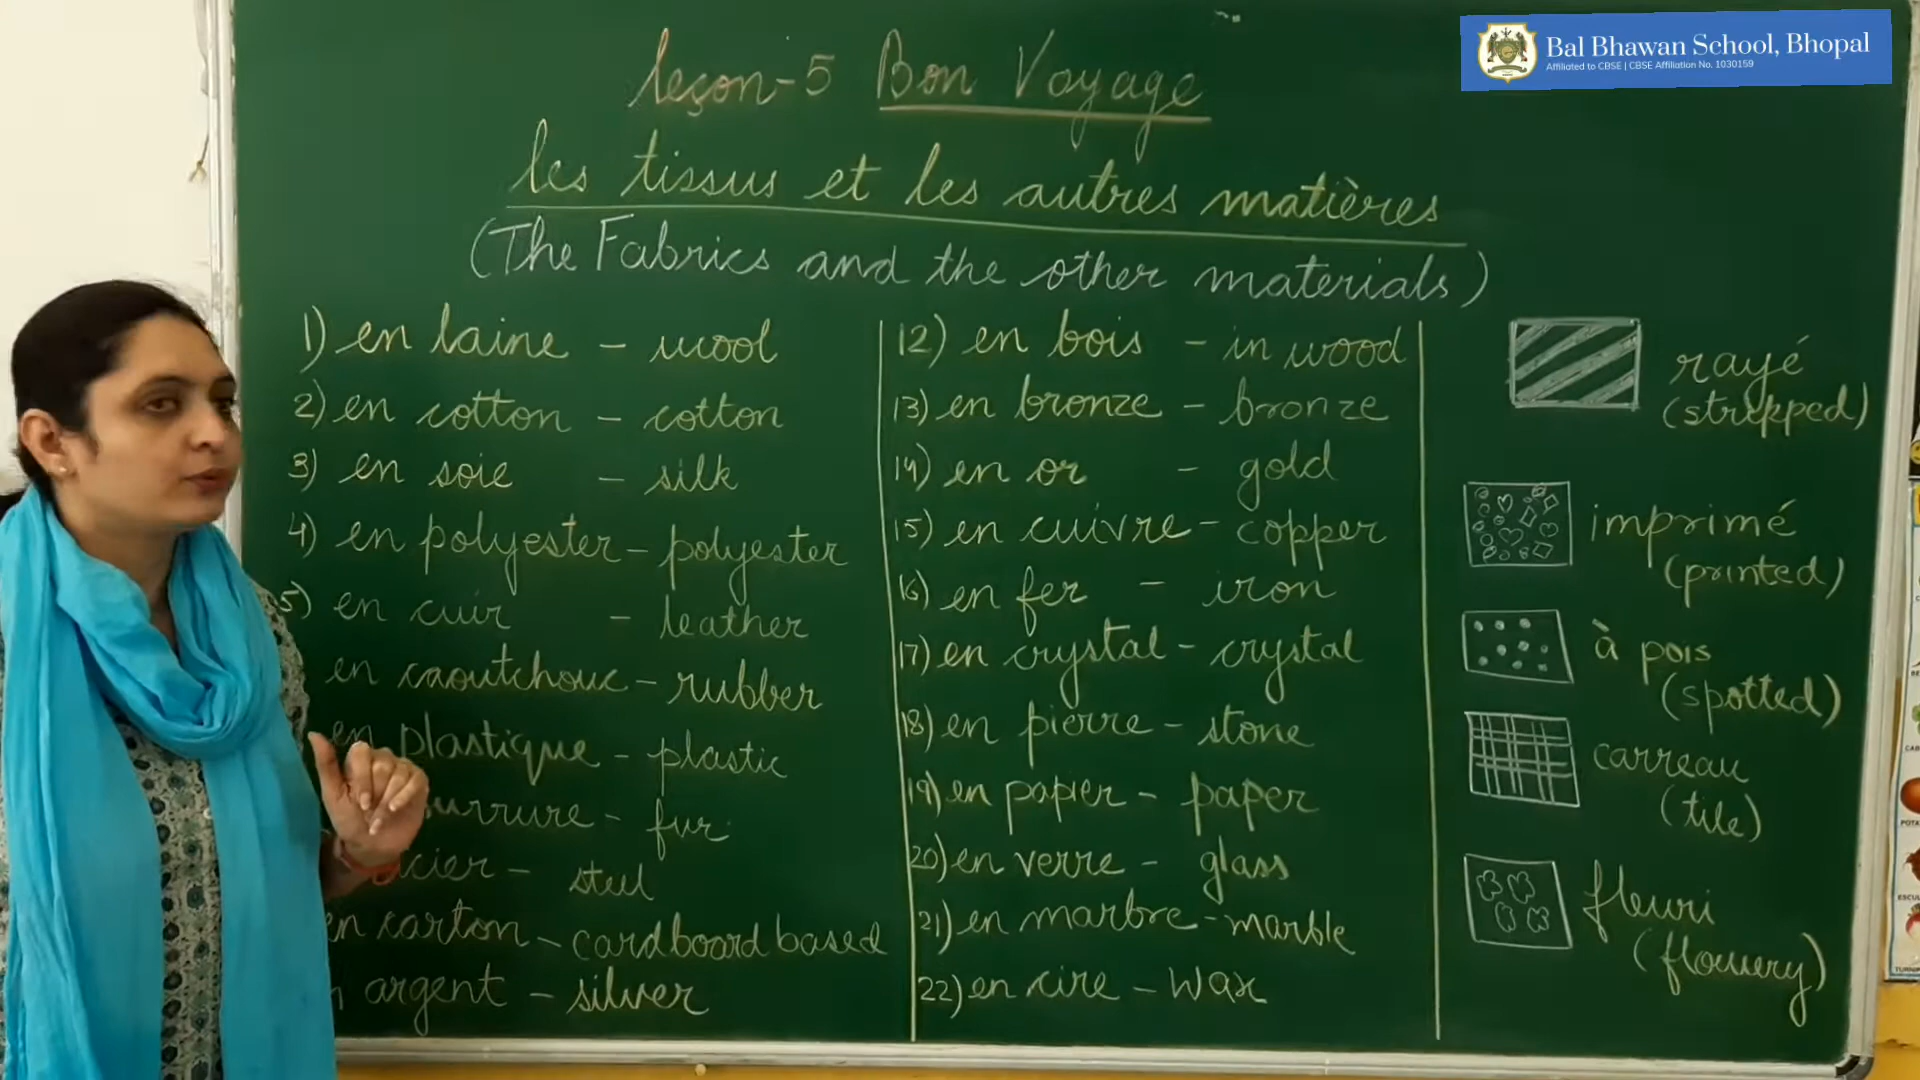 Bal Bhawan School, Bhopal
Affiliated to CBSE | CBSE Affiliation No. 1030159
leçon-5 Bon Voyage
les tissus et les autres matières
(The Fabrics and the other materials)
1) en laine - wool
2) en cotton - cotton
3) en soie - silk
4) en polyester - polyester
5) en cuir - leather
en caoutchouc - rubber
en plastique - plastic
urrure - fur
cier - steel
en carton - cardboard based
argent - silver
12) en bois - in wood
13) en bronze - bronze
14) en or - gold
15) en cuivre - copper
16) en fer - iron
17) en crystal - crystal
18) en pierre - stone
19) en papier - paper
20) en verre - glass
21) en marbre - marble
22) en cire - wax
rayé
(stripped)
imprimé
(printed)
à pois
(spotted)
carreau
(tile)
fleuri
(flowery)